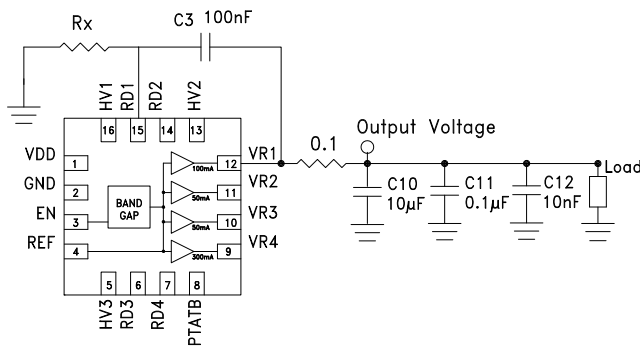 Rx
C3 100nF
HV1
RD1
RD2
HV2
16
15
14
13
VDD
1
GND
2
EN
3
REF
4
BAND
GAP
100mA
50mA
50mA
300mA
12
VR1
11
VR2
10
VR3
9
VR4
5
6
7
8
HV3
RD3
RD4
PTATB
0.1
Output Voltage
C10
10µF
C11
0.1µF
C12
10nF
Load